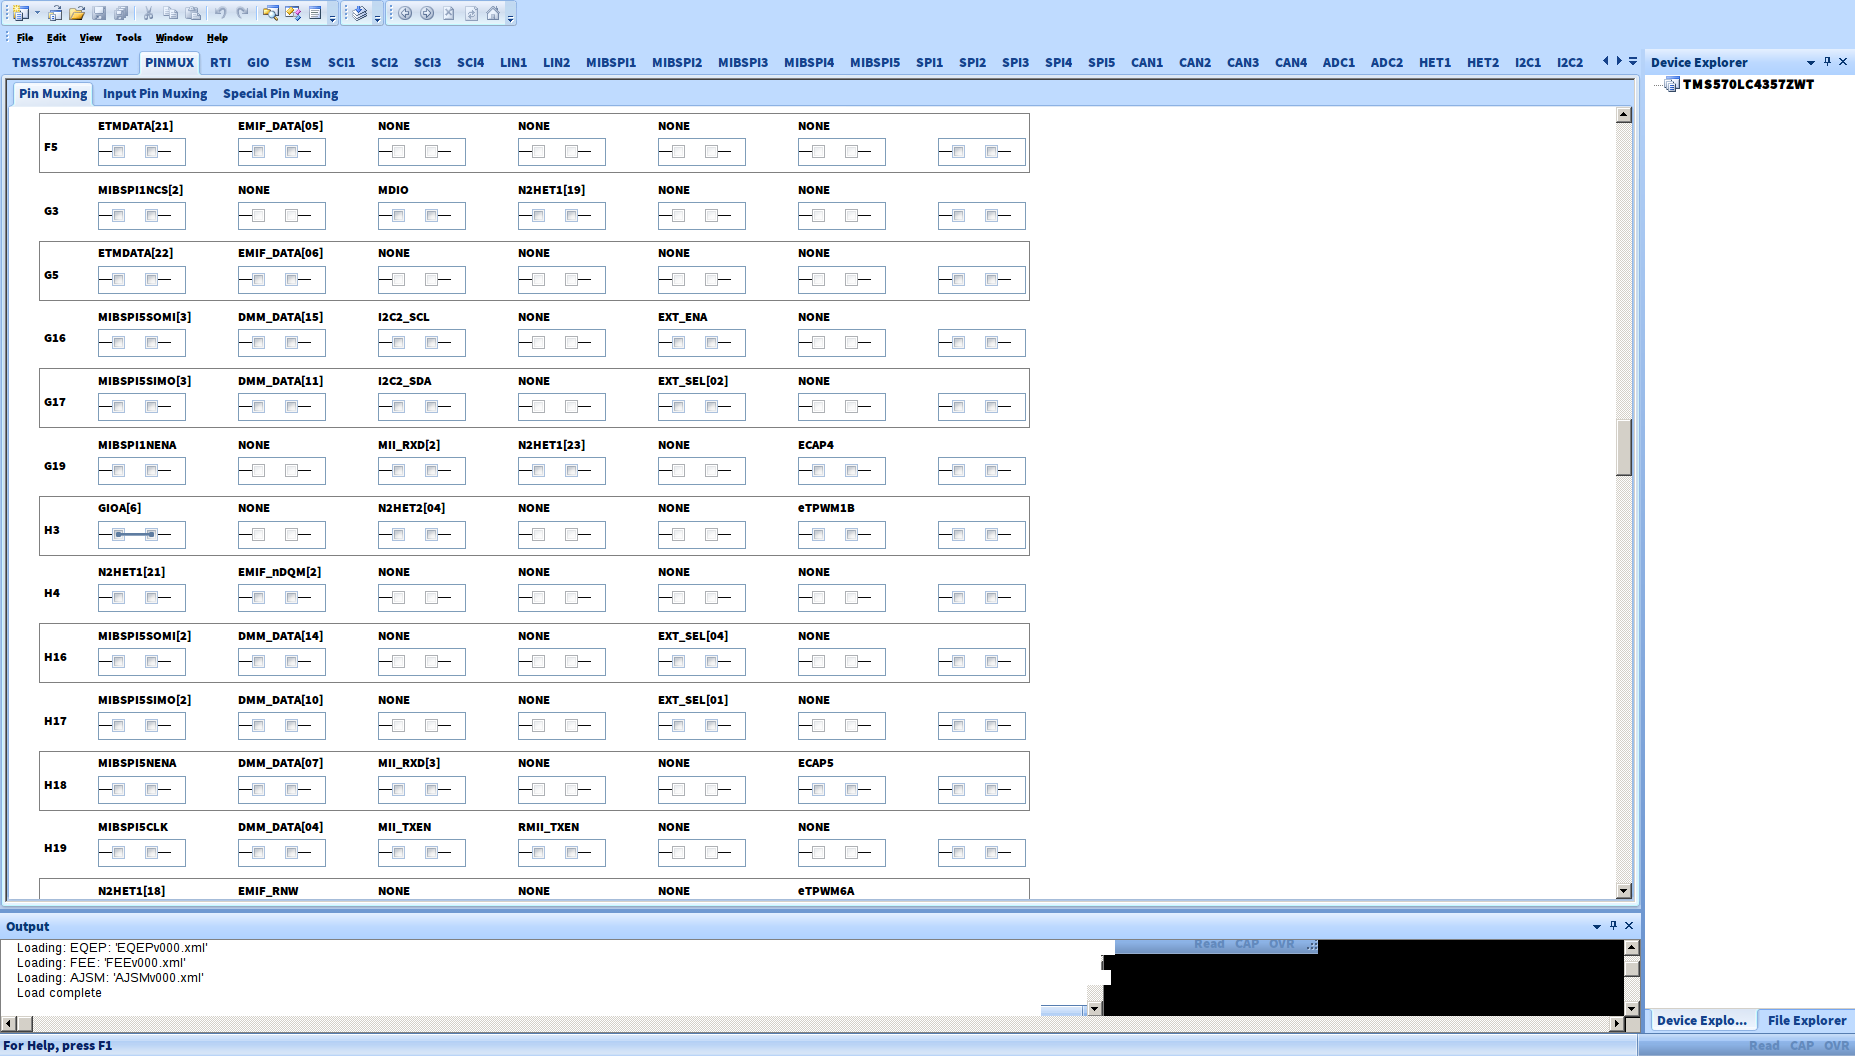 File Edit View Tools Window Help
TMS570LC4357ZWT PINMUX RTI GIO ESM SCI1 SCI2 SCI3 SCI4 LIN1 LIN2 MIBSPI1 MIBSPI2 MIBSPI3 MIBSPI4 MIBSPI5 SPI1 SPI2 SPI3 SPI4 SPI5 CAN1 CAN2 CAN3 CAN4 ADC1 ADC2 HET1 HET2 I2C1 I2C2
Device Explorer
TMS570LC4357ZWT
Pin Muxing Input Pin Muxing Special Pin Muxing
ETMDATA[21] EMIF_DATA[05] NONE NONE NONE NONE
F5
MIBSPI1NCS[2] NONE MDIO N2HET1[19] NONE NONE
G3
ETMDATA[22] EMIF_DATA[06] NONE NONE NONE NONE
G5
MIBSPI5SOMI[3] DMM_DATA[15] I2C2_SCL NONE EXT_ENA NONE
G16
MIBSPI5SIMO[3] DMM_DATA[11] I2C2_SDA NONE EXT_SEL[02] NONE
G17
MIBSPI1NENA NONE MII_RXD[2] N2HET1[23] NONE ECAP4
G19
GIOA[6] NONE N2HET2[04] NONE NONE eTPWM1B
H3
N2HET1[21] EMIF_nDQM[2] NONE NONE NONE NONE
H4
MIBSPI5SOMI[2] DMM_DATA[14] NONE NONE EXT_SEL[04] NONE
H16
MIBSPI5SIMO[2] DMM_DATA[10] NONE NONE EXT_SEL[01] NONE
H17
MIBSPI5NENA DMM_DATA[07] MII_RXD[3] NONE NONE ECAP5
H18
MIBSPI5CLK DMM_DATA[04] MII_TXEN RMII_TXEN NONE NONE
H19
N2HET1[18] EMIF_RNW NONE NONE NONE eTPWM6A
Output
Loading: EQEP: 'EQEPv000.xml'
Loading: FEE: 'FEEv000.xml'
Loading: AJSM: 'AJSMv000.xml'
Load complete
Read CAP OVR
Device Explo... File Explorer
For Help, press F1
Read CAP OVR